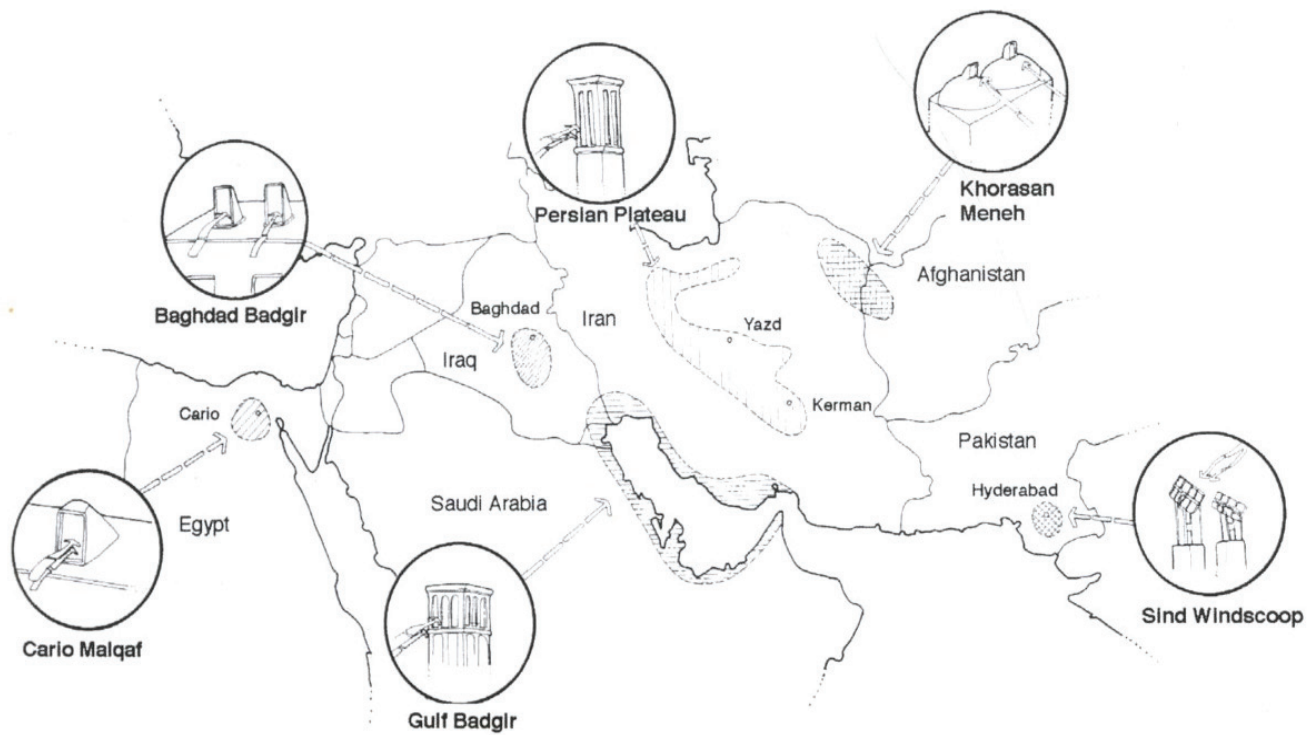 Persian Plateau
Khorasan
Meneh
Baghdad Badgir
Afghanistan
Baghdad
Iran
Yazd
Iraq
Cario
Kerman
Pakistan
Hyderabad
Saudi Arabia
Egypt
Sind Windscoop
Cario Malqaf
Gulf Badgir